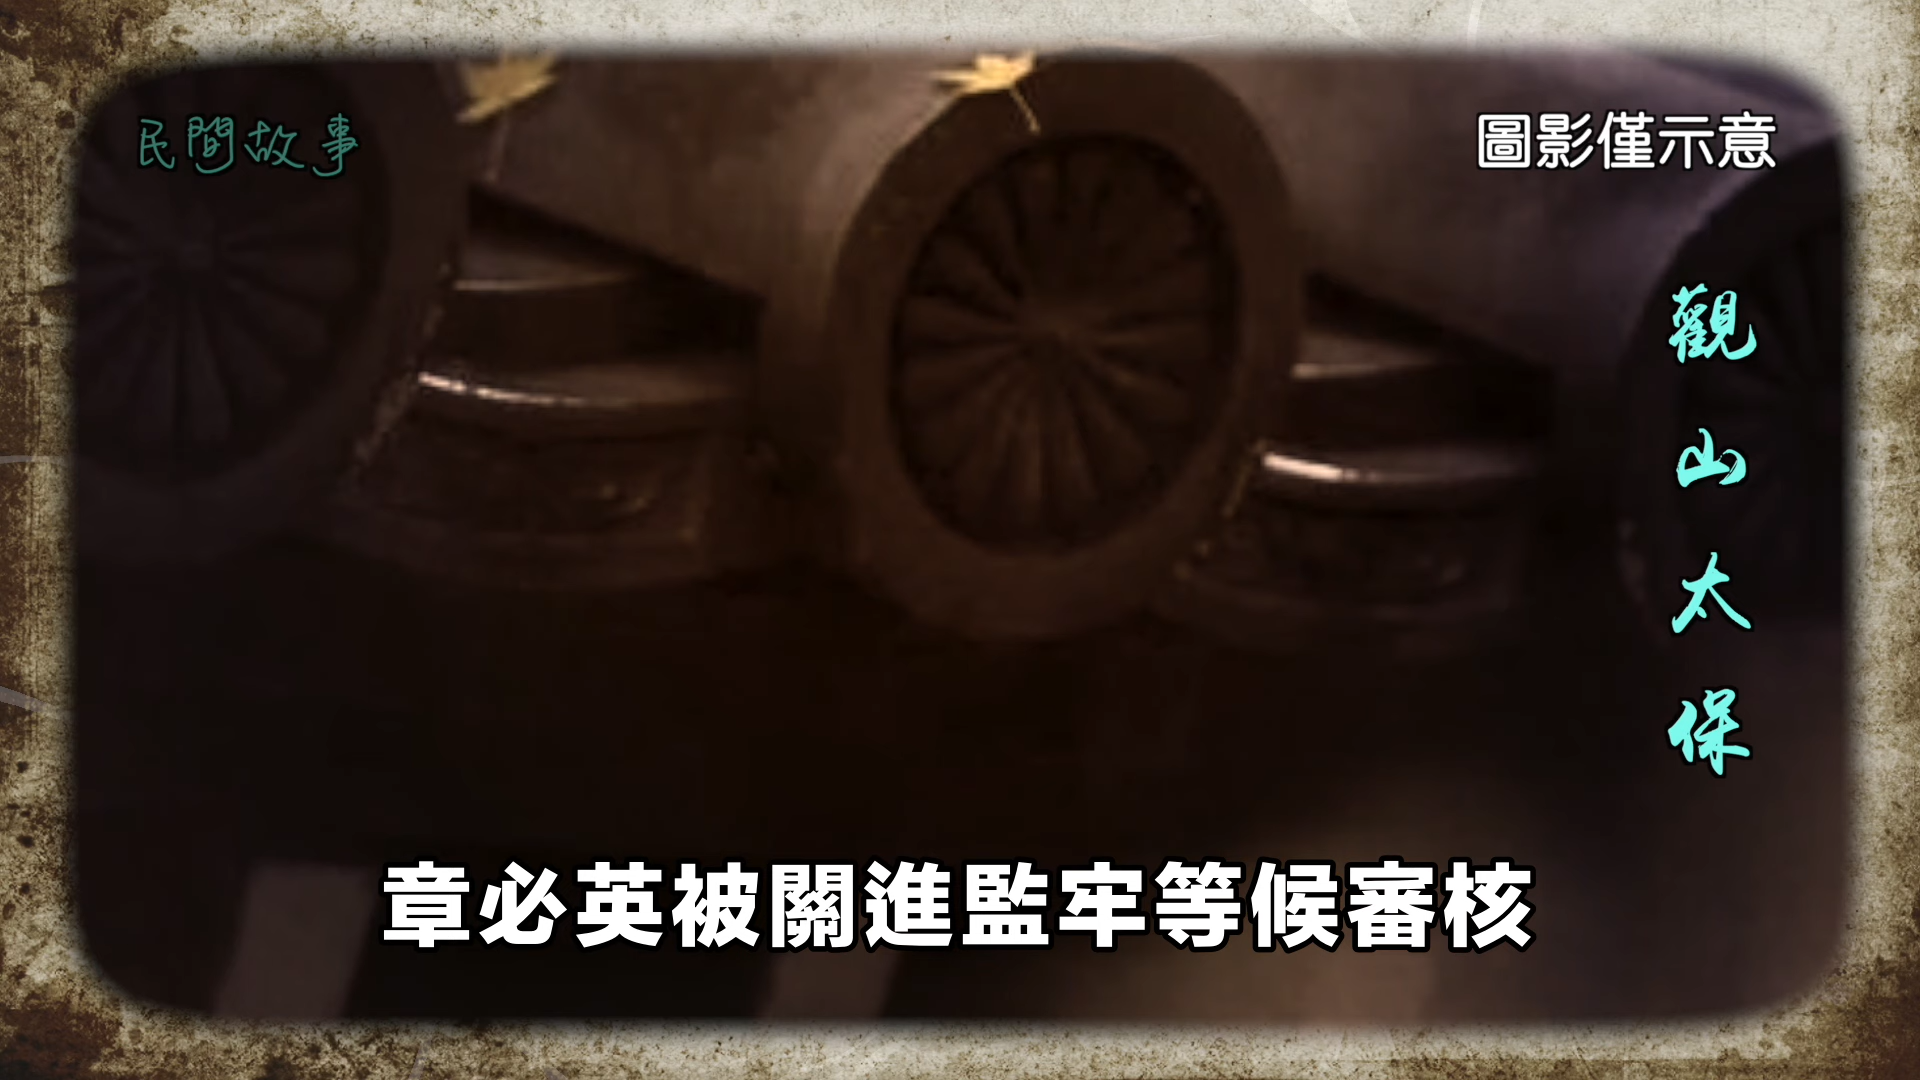 民間故事
圖影僅示意
觀山太保
章必英被關進監牢等候審核